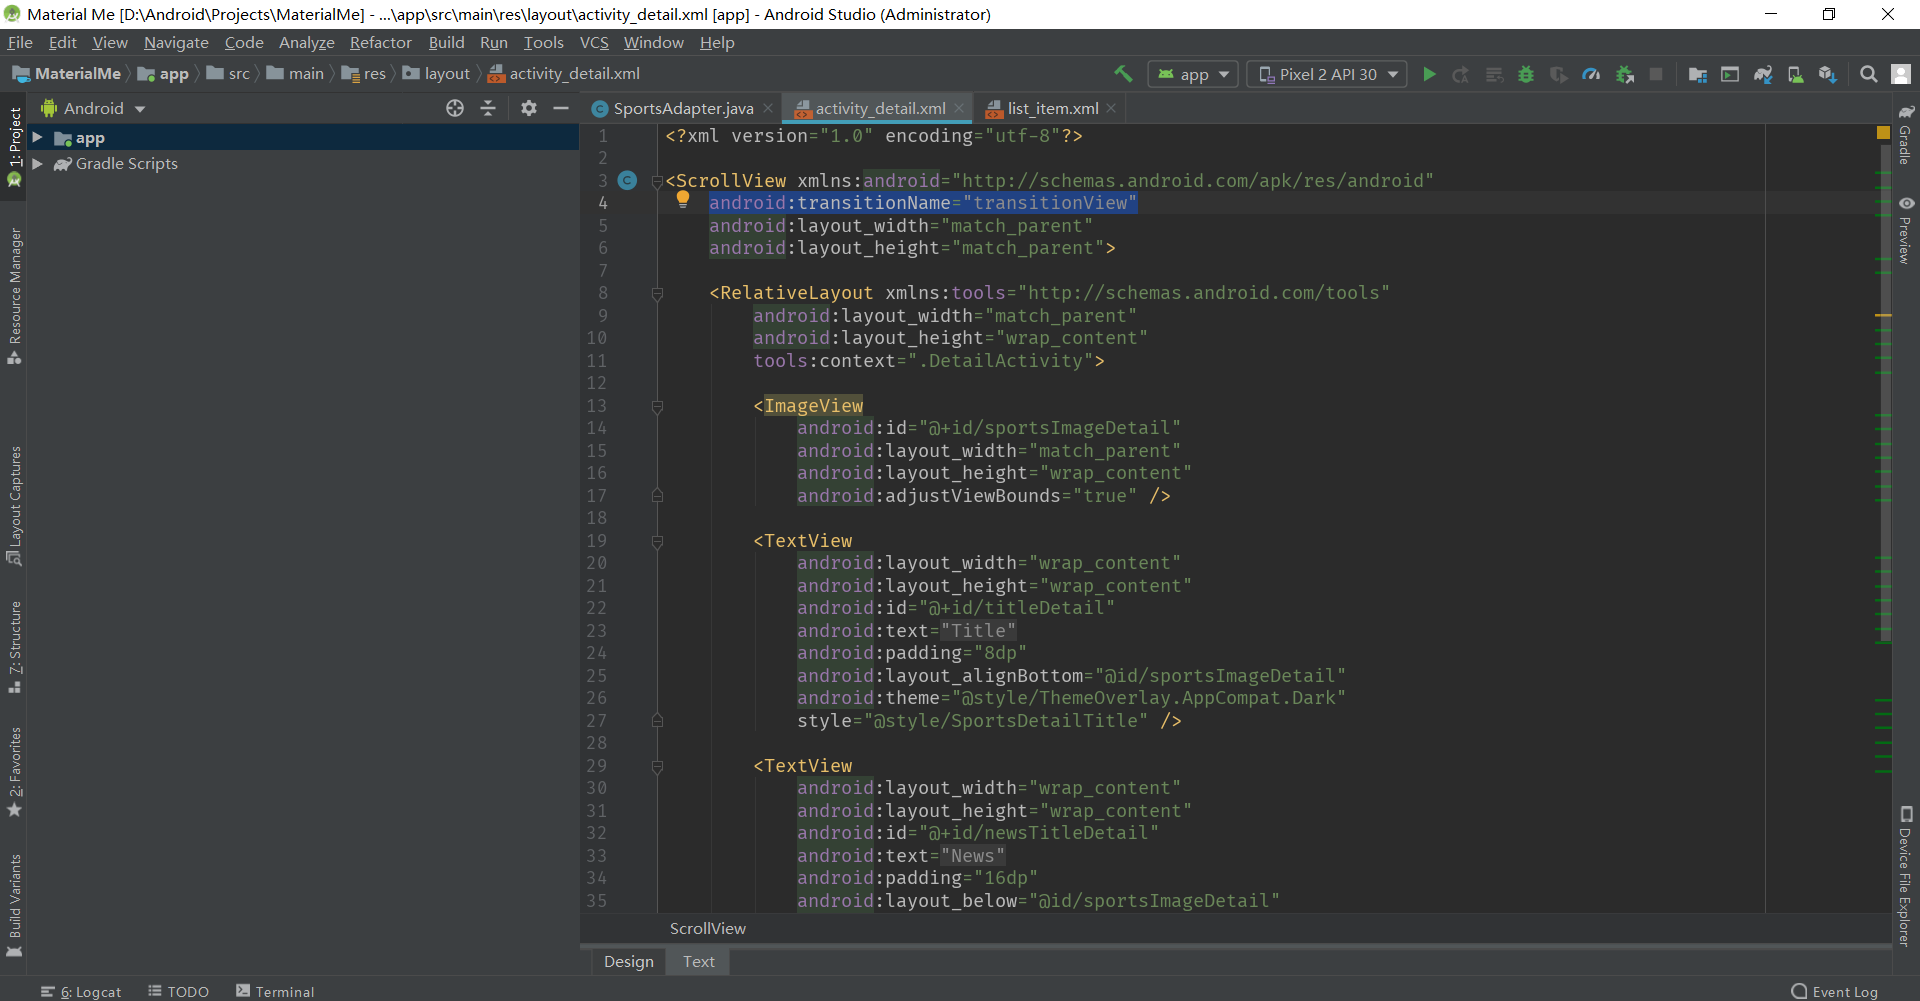 Material Me [D:\Android\Projects\MaterialMe] - ...\app\src\main\res\layout\activity_detail.xml [app] - Android Studio (Administrator)
File Edit View Navigate Code Analyze Refactor Build Run Tools VCS Window Help
MaterialMe app src main res layout activity_detail.xml app Pixel 2 API 30
Android
SportsAdapter.java activity_detail.xml list_item.xml
app
Gradle Scripts
1: Project
Resource Manager
Layout Captures
7: Structure
2: Favorites
Build Variants
1 <?xml version="1.0" encoding="utf-8"?>
2
3 <ScrollView xmlns:android="http://schemas.android.com/apk/res/android"
4 android:transitionName="transitionView"
5 android:layout_width="match_parent"
6 android:layout_height="match_parent">
7
8 <RelativeLayout xmlns:tools="http://schemas.android.com/tools"
9 android:layout_width="match_parent"
10 android:layout_height="wrap_content"
11 tools:context=".DetailActivity">
12
13 <ImageView
14 android:id="@+id/sportsImageDetail"
15 android:layout_width="match_parent"
16 android:layout_height="wrap_content"
17 android:adjustViewBounds="true" />
18
19 <TextView
20 android:layout_width="wrap_content"
21 android:layout_height="wrap_content"
22 android:id="@+id/titleDetail"
23 android:text="Title"
24 android:padding="8dp"
25 android:layout_alignBottom="@id/sportsImageDetail"
26 android:theme="@style/ThemeOverlay.AppCompat.Dark"
27 style="@style/SportsDetailTitle" />
28
29 <TextView
30 android:layout_width="wrap_content"
31 android:layout_height="wrap_content"
32 android:id="@+id/newsTitleDetail"
33 android:text="News"
34 android:padding="16dp"
35 android:layout_below="@id/sportsImageDetail"
Gradle
Preview
Device File Explorer
ScrollView
Design Text
6: Logcat TODO Terminal Event Log